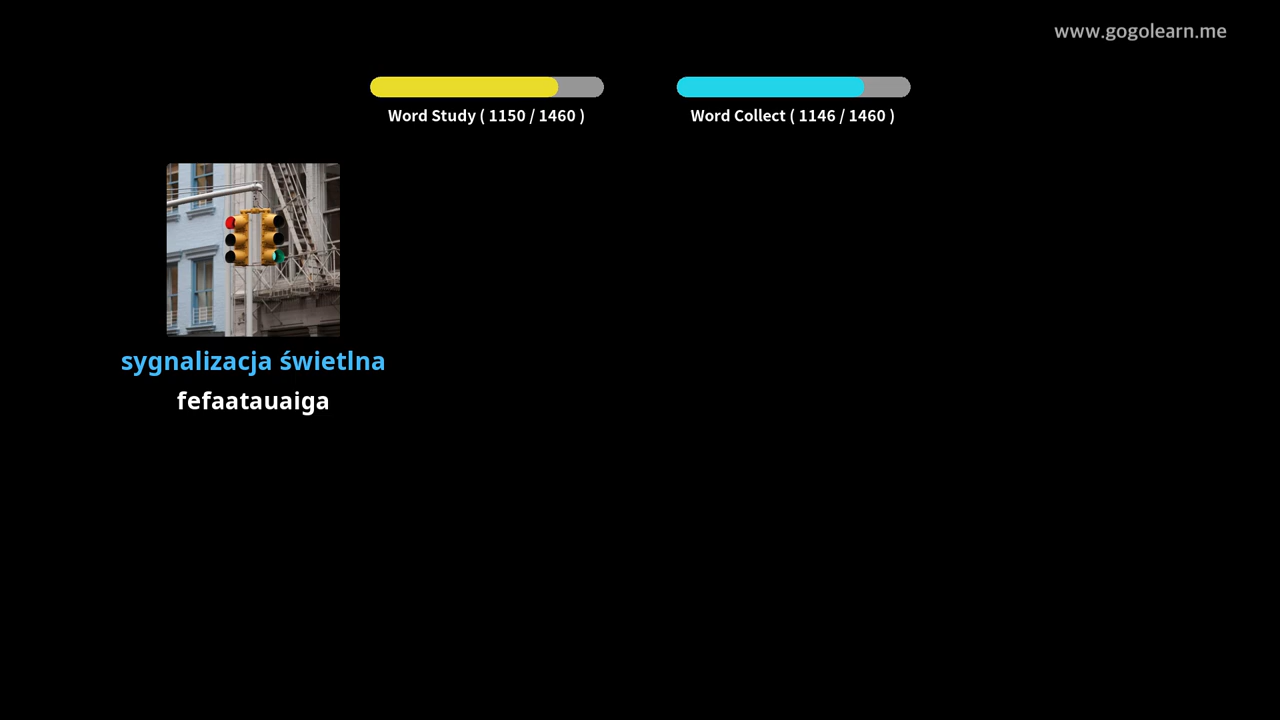 www.gogolearn.me
Word Study ( 1150 / 1460 )
Word Collect ( 1146 / 1460 )
sygnalizacja świetlna
fefaatauaiga